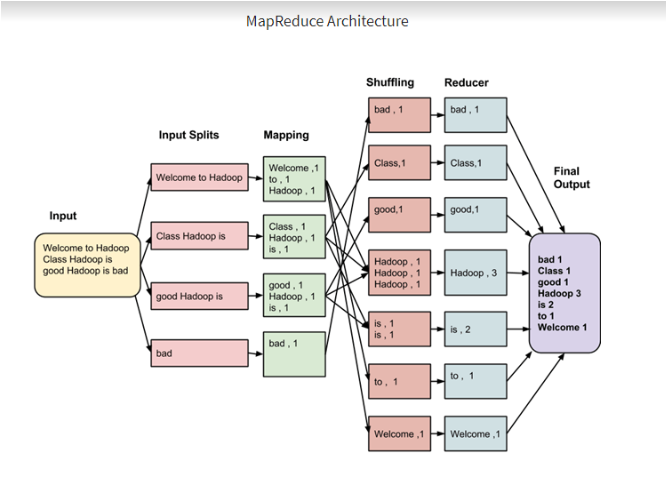 MapReduce Architecture
Shuffling
Reducer
Input Splits
Mapping
Final
Output
Input
Welcome to Hadoop
Class Hadoop is
good Hadoop is bad
Welcome to Hadoop
Class Hadoop is
good Hadoop is
bad
Welcome ,1
to , 1
Hadoop , 1
Class , 1
Hadoop , 1
is , 1
good , 1
Hadoop , 1
is , 1
bad , 1
bad , 1
Class,1
good,1
Hadoop , 1
Hadoop , 1
Hadoop , 1
is , 1
is , 1
to , 1
Welcome ,1
bad , 1
Class,1
good,1
Hadoop , 3
is , 2
to , 1
Welcome ,1
bad 1
Class 1
good 1
Hadoop 3
is 2
to 1
Welcome 1